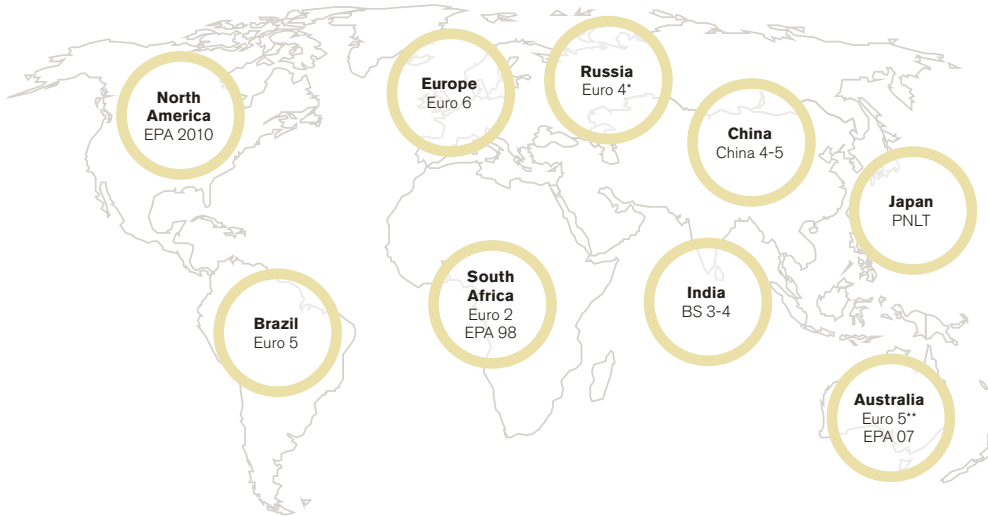 North
America
EPA 2010
Europe
Euro 6
Russia
Euro 4*
China
China 4-5
Japan
PNLT
Brazil
Euro 5
South
Africa
Euro 2
EPA 98
India
BS 3-4
Australia
Euro 5**
EPA 07